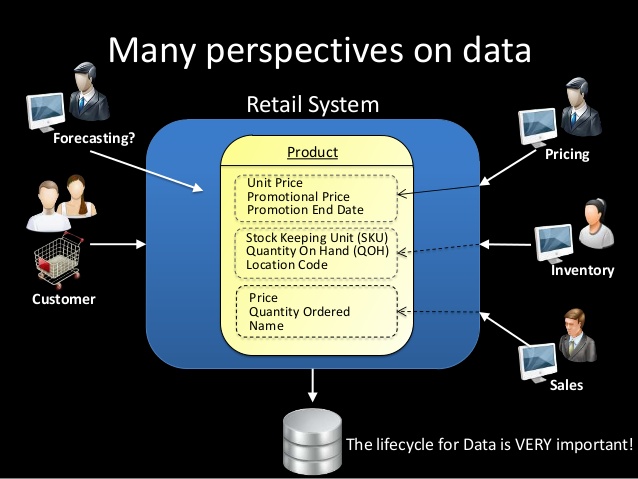 Many perspectives on data
Retail System
Forecasting?
Product
Pricing
Unit Price
Promotional Price
Promotion End Date
Stock Keeping Unit (SKU)
Quantity On Hand (QOH)
Location Code
Inventory
Customer
Price
Quantity Ordered
Name
Sales
The lifecycle for Data is VERY important!